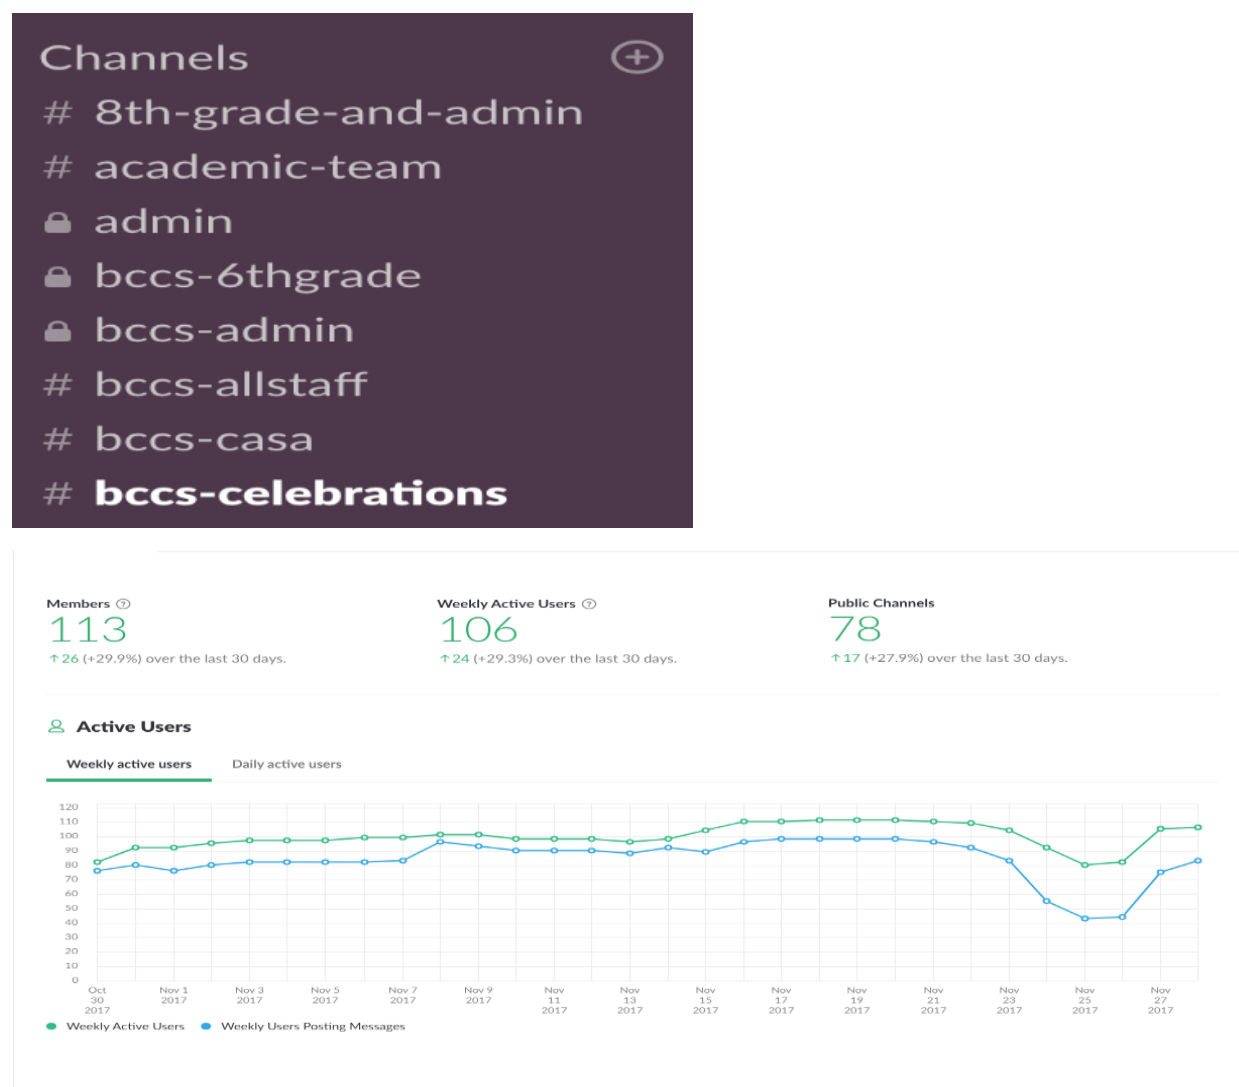 Channels
# 8th-grade-and-admin
# academic-team
admin
bccs-6thgrade
bccs-admin
# bccs-allstaff
# bccs-casa
# bccs-celebrations
Members ?
113
↑26 (+29.9%) over the last 30 days.
Weekly Active Users ?
106
↑24 (+29.3%) over the last 30 days.
Public Channels
78
↑17 (+27.9%) over the last 30 days.
Active Users
Weekly active users Daily active users
120
110
100
90
80
70
60
50
40
30
20
10
0
Oct 30 2017
Nov 1 2017
Nov 3 2017
Nov 5 2017
Nov 7 2017
Nov 9 2017
Nov 11 2017
Nov 13 2017
Nov 15 2017
Nov 17 2017
Nov 19 2017
Nov 21 2017
Nov 23 2017
Nov 25 2017
Nov 27 2017
Weekly Active Users Weekly Users Posting Messages